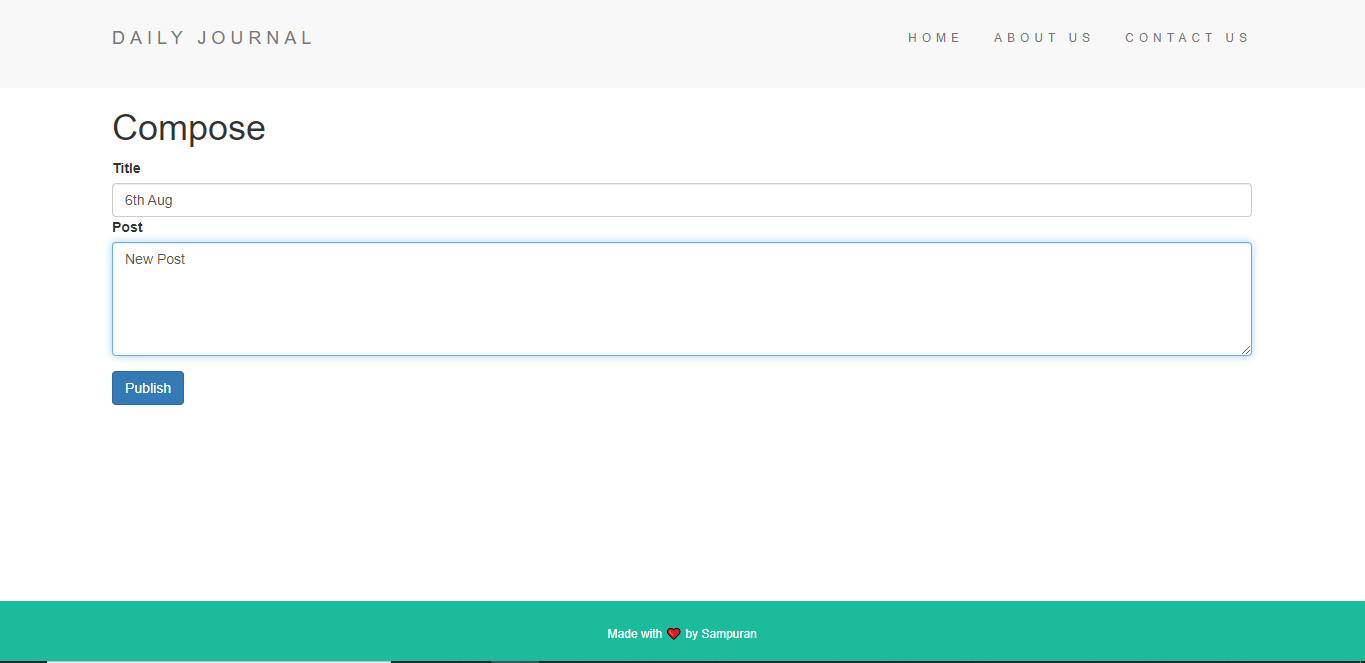 DAILY JOURNAL HOME ABOUT US CONTACT US
Compose
Title
6th Aug
Post
New Post
Publish
Made with ❤ by Sampuran